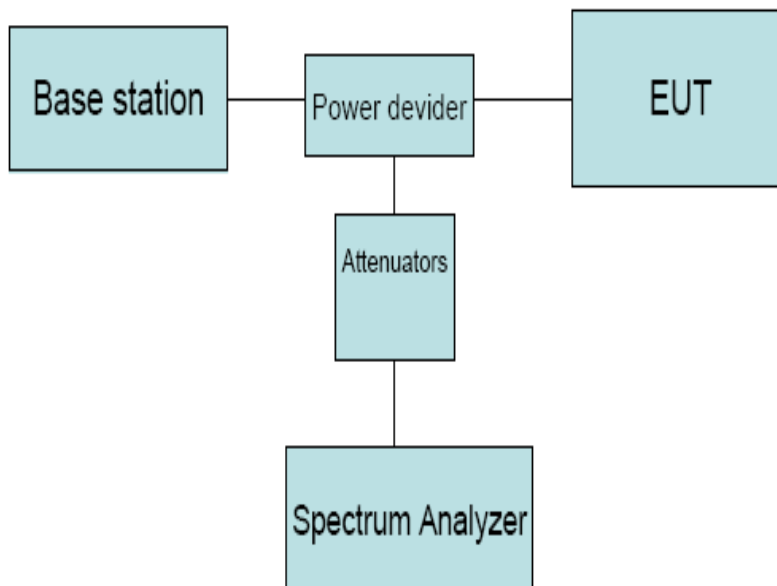 Base station
Power devider
EUT
Attenuators
Spectrum Analyzer